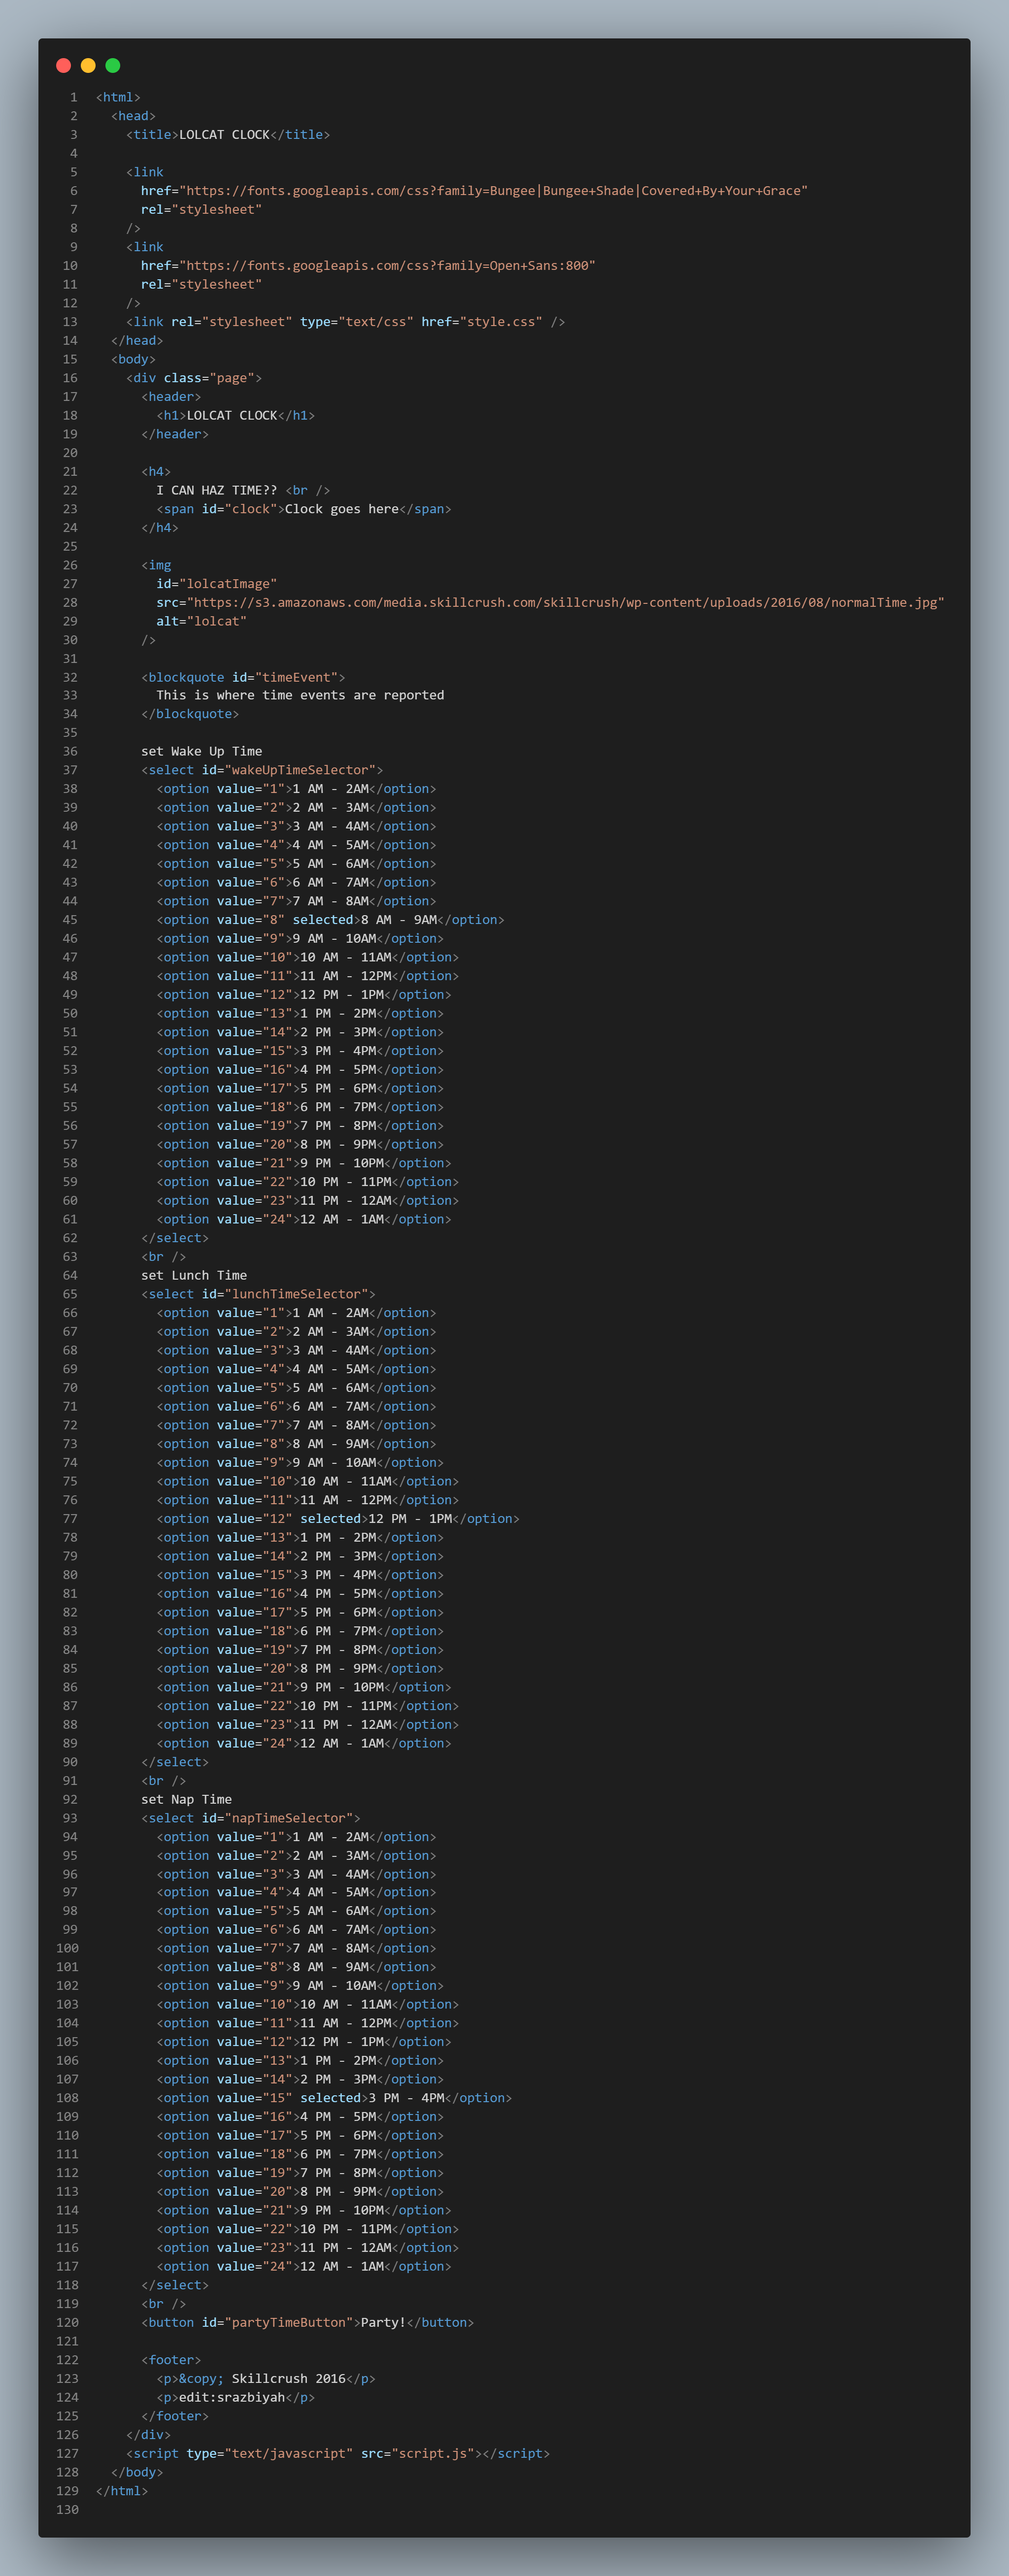 1 <html>
2   <head>
3     <title>LOLCAT CLOCK</title>
4
5     <link
6       href="https://fonts.googleapis.com/css?family=Bungee|Bungee+Shade|Covered+By+Your+Grace"
7       rel="stylesheet"
8     />
9     <link
10       href="https://fonts.googleapis.com/css?family=Open+Sans:800"
11       rel="stylesheet"
12     />
13     <link rel="stylesheet" type="text/css" href="style.css" />
14   </head>
15   <body>
16     <div class="page">
17       <header>
18         <h1>LOLCAT CLOCK</h1>
19       </header>
20
21       <h4>
22         I CAN HAZ TIME?? <br />
23         <span id="clock">Clock goes here</span>
24       </h4>
25
26       <img
27         id="lolcatImage"
28         src="https://s3.amazonaws.com/media.skillcrush.com/skillcrush/wp-content/uploads/2016/08/normalTime.jpg"
29         alt="lolcat"
30       />
31
32       <blockquote id="timeEvent">
33         This is where time events are reported
34       </blockquote>
35
36       set Wake Up Time
37       <select id="wakeUpTimeSelector">
38         <option value="1">1 AM - 2AM</option>
39         <option value="2">2 AM - 3AM</option>
40         <option value="3">3 AM - 4AM</option>
41         <option value="4">4 AM - 5AM</option>
42         <option value="5">5 AM - 6AM</option>
43         <option value="6">6 AM - 7AM</option>
44         <option value="7">7 AM - 8AM</option>
45         <option value="8" selected>8 AM - 9AM</option>
46         <option value="9">9 AM - 10AM</option>
47         <option value="10">10 AM - 11AM</option>
48         <option value="11">11 AM - 12PM</option>
49         <option value="12">12 PM - 1PM</option>
50         <option value="13">1 PM - 2PM</option>
51         <option value="14">2 PM - 3PM</option>
52         <option value="15">3 PM - 4PM</option>
53         <option value="16">4 PM - 5PM</option>
54         <option value="17">5 PM - 6PM</option>
55         <option value="18">6 PM - 7PM</option>
56         <option value="19">7 PM - 8PM</option>
57         <option value="20">8 PM - 9PM</option>
58         <option value="21">9 PM - 10PM</option>
59         <option value="22">10 PM - 11PM</option>
60         <option value="23">11 PM - 12AM</option>
61         <option value="24">12 AM - 1AM</option>
62       </select>
63       <br />
64       set Lunch Time
65       <select id="lunchTimeSelector">
66         <option value="1">1 AM - 2AM</option>
67         <option value="2">2 AM - 3AM</option>
68         <option value="3">3 AM - 4AM</option>
69         <option value="4">4 AM - 5AM</option>
70         <option value="5">5 AM - 6AM</option>
71         <option value="6">6 AM - 7AM</option>
72         <option value="7">7 AM - 8AM</option>
73         <option value="8">8 AM - 9AM</option>
74         <option value="9">9 AM - 10AM</option>
75         <option value="10">10 AM - 11AM</option>
76         <option value="11">11 AM - 12PM</option>
77         <option value="12" selected>12 PM - 1PM</option>
78         <option value="13">1 PM - 2PM</option>
79         <option value="14">2 PM - 3PM</option>
80         <option value="15">3 PM - 4PM</option>
81         <option value="16">4 PM - 5PM</option>
82         <option value="17">5 PM - 6PM</option>
83         <option value="18">6 PM - 7PM</option>
84         <option value="19">7 PM - 8PM</option>
85         <option value="20">8 PM - 9PM</option>
86         <option value="21">9 PM - 10PM</option>
87         <option value="22">10 PM - 11PM</option>
88         <option value="23">11 PM - 12AM</option>
89         <option value="24">12 AM - 1AM</option>
90       </select>
91       <br />
92       set Nap Time
93       <select id="napTimeSelector">
94         <option value="1">1 AM - 2AM</option>
95         <option value="2">2 AM - 3AM</option>
96         <option value="3">3 AM - 4AM</option>
97         <option value="4">4 AM - 5AM</option>
98         <option value="5">5 AM - 6AM</option>
99         <option value="6">6 AM - 7AM</option>
100         <option value="7">7 AM - 8AM</option>
101         <option value="8">8 AM - 9AM</option>
102         <option value="9">9 AM - 10AM</option>
103         <option value="10">10 AM - 11AM</option>
104         <option value="11">11 AM - 12PM</option>
105         <option value="12">12 PM - 1PM</option>
106         <option value="13">1 PM - 2PM</option>
107         <option value="14">2 PM - 3PM</option>
108         <option value="15" selected>3 PM - 4PM</option>
109         <option value="16">4 PM - 5PM</option>
110         <option value="17">5 PM - 6PM</option>
111         <option value="18">6 PM - 7PM</option>
112         <option value="19">7 PM - 8PM</option>
113         <option value="20">8 PM - 9PM</option>
114         <option value="21">9 PM - 10PM</option>
115         <option value="22">10 PM - 11PM</option>
116         <option value="23">11 PM - 12AM</option>
117         <option value="24">12 AM - 1AM</option>
118       </select>
119       <br />
120       <button id="partyTimeButton">Party!</button>
121
122       <footer>
123         <p>&copy; Skillcrush 2016</p>
124         <p>edit:srazbiyah</p>
125       </footer>
126     </div>
127     <script type="text/javascript" src="script.js"></script>
128   </body>
129 </html>
130